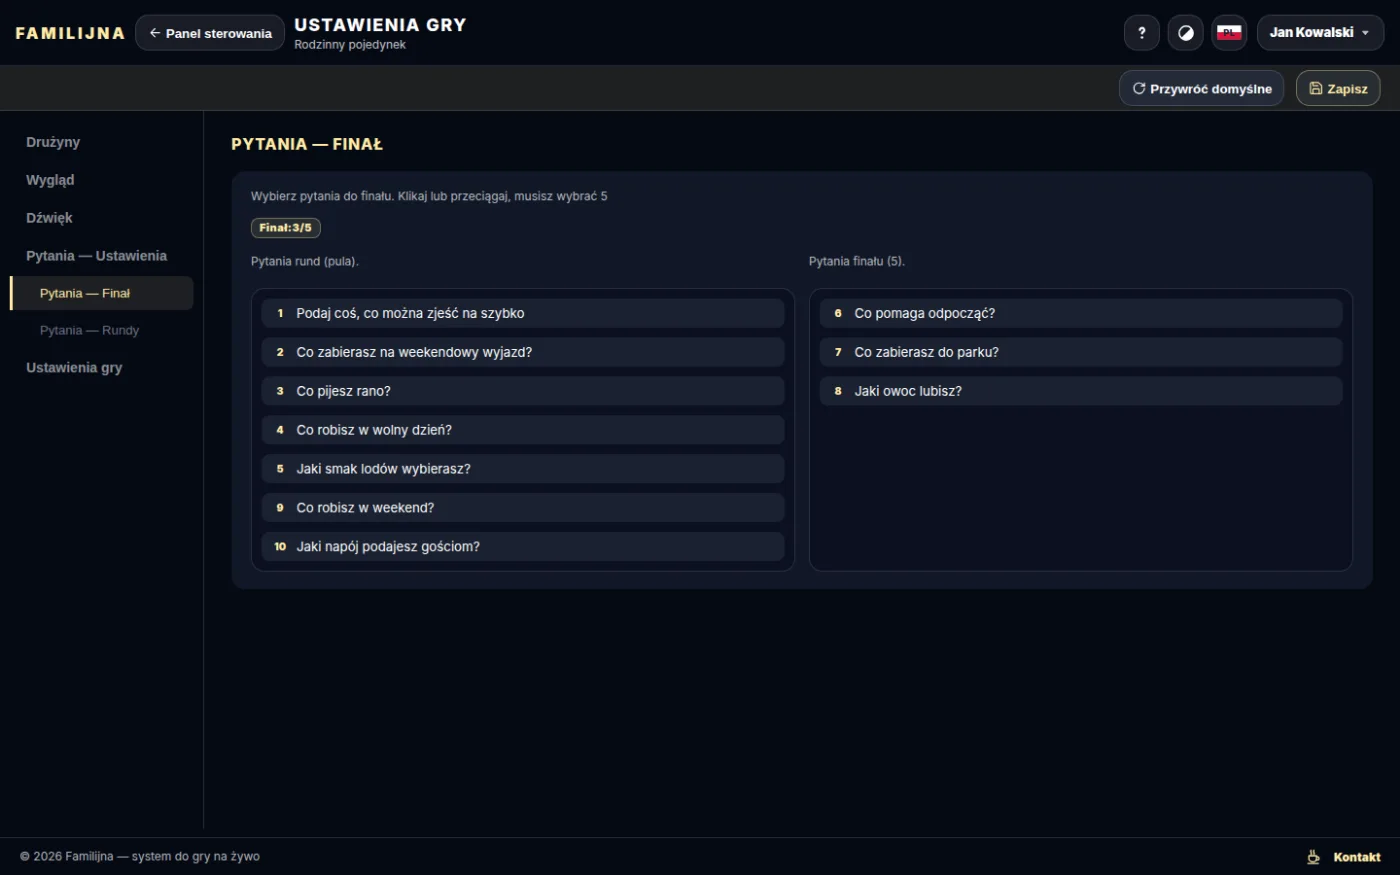 FAMILIJNA
← Panel sterowania
USTAWIENIA GRY
Rodzinny pojedynek
?
PL
Jan Kowalski
Przywróć domyślne
Zapisz
Drużyny
Wygląd
Dźwięk
Pytania — Ustawienia
Pytania — Finał
Pytania — Rundy
Ustawienia gry
PYTANIA — FINAŁ
Wybierz pytania do finału. Klikaj lub przeciągaj, musisz wybrać 5
Finał:3/5
Pytania rund (pula).
1 Podaj coś, co można zjeść na szybko
2 Co zabierasz na weekendowy wyjazd?
3 Co pijesz rano?
4 Co robisz w wolny dzień?
5 Jaki smak lodów wybierasz?
9 Co robisz w weekend?
10 Jaki napój podajesz gościom?
Pytania finału (5).
6 Co pomaga odpocząć?
7 Co zabierasz do parku?
8 Jaki owoc lubisz?
© 2026 Familijna — system do gry na żywo
Kontakt